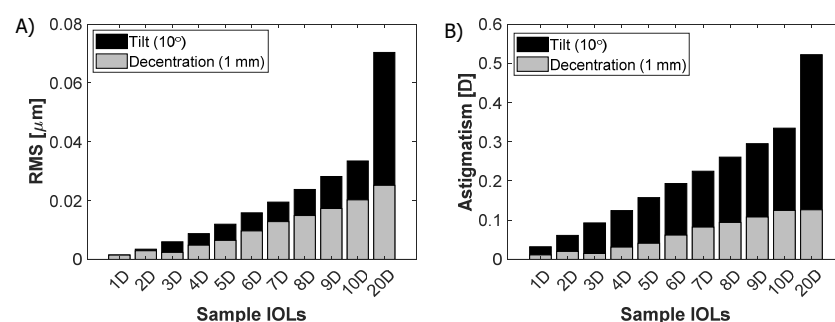 A)
Tilt (10°)
Decentration (1 mm)
RMS [μm]
0.08
0.06
0.04
0.02
0
1D 2D 3D 4D 5D 6D 7D 8D 9D 10D 20D
Sample IOLs
B)
Tilt (10°)
Decentration (1 mm)
Astigmatism [D]
0.6
0.5
0.4
0.3
0.2
0.1
0
1D 2D 3D 4D 5D 6D 7D 8D 9D 10D 20D
Sample IOLs